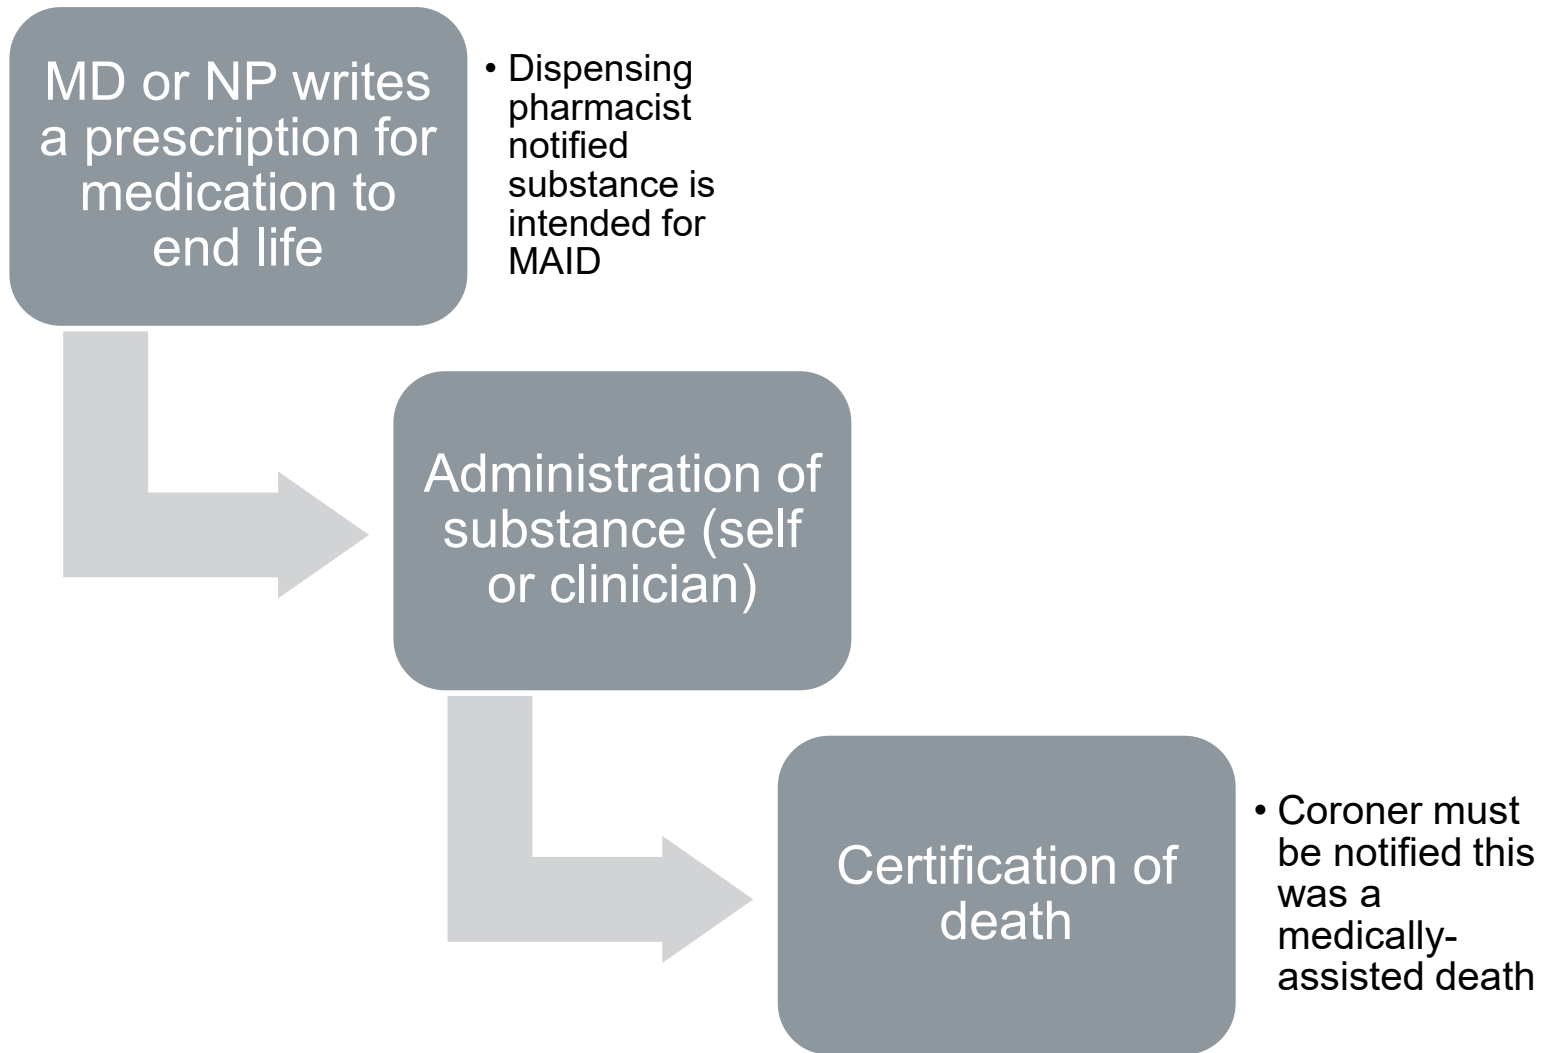 MD or NP writes
a prescription for
medication to
end life
• Dispensing
pharmacist
notified
substance is
intended for
MAID
Administration of
substance (self
or clinician)
Certification of
death
• Coroner must
be notified this
was a
medically-
assisted death